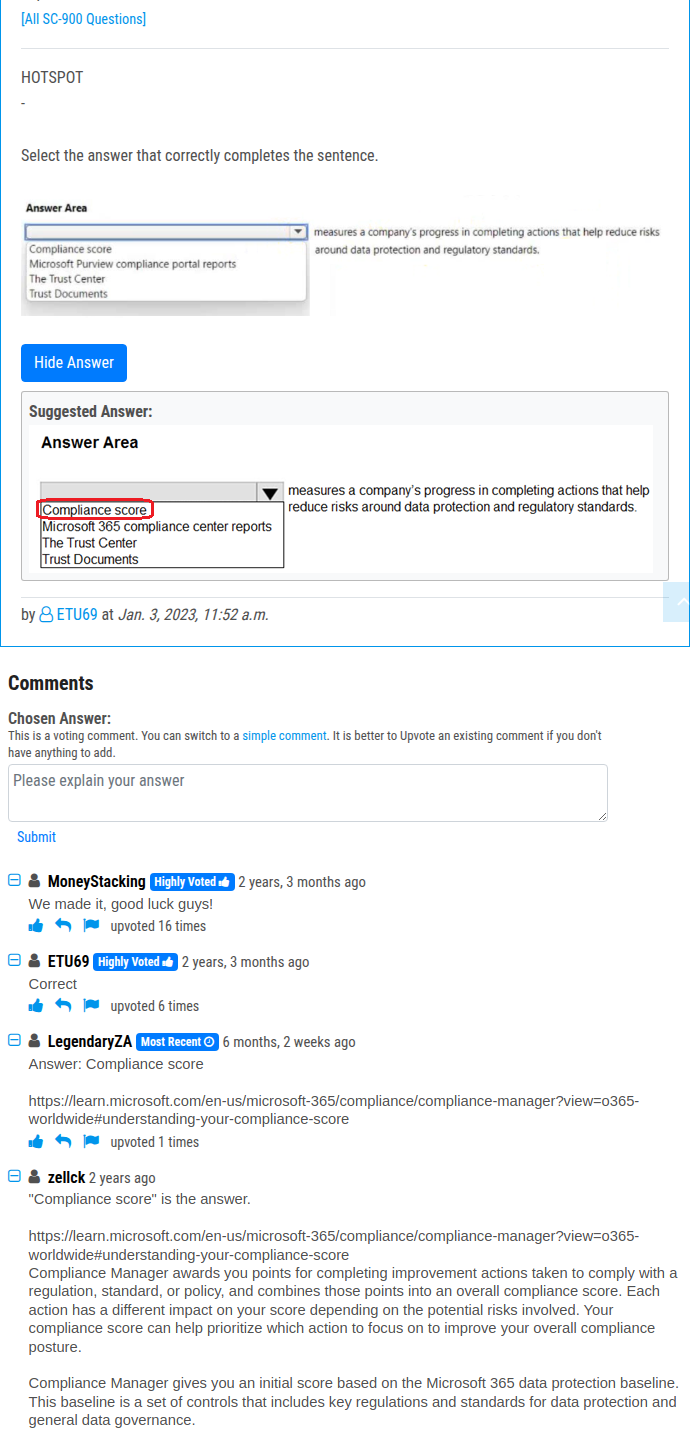 [All SC-900 Questions]
HOTSPOT
-
Select the answer that correctly completes the sentence.
Answer Area
measures a company's progress in completing actions that help reduce risks
around data protection and regulatory standards.
Compliance score
Microsoft Purview compliance portal reports
The Trust Center
Trust Documents
Hide Answer
Suggested Answer:
Answer Area
measures a company's progress in completing actions that help
reduce risks around data protection and regulatory standards.
Compliance score
Microsoft 365 compliance center reports
The Trust Center
Trust Documents
by ETU69 at Jan. 3, 2023, 11:52 a.m.
Comments
Chosen Answer:
This is a voting comment. You can switch to a simple comment. It is better to Upvote an existing comment if you don't
have anything to add.
Please explain your answer
Submit
MoneyStacking Highly Voted 2 years, 3 months ago
We made it, good luck guys!
upvoted 16 times
ETU69 Highly Voted 2 years, 3 months ago
Correct
upvoted 6 times
LegendaryZA Most Recent 6 months, 2 weeks ago
Answer: Compliance score
https://learn.microsoft.com/en-us/microsoft-365/compliance/compliance-manager?view=o365-
worldwide#understanding-your-compliance-score
upvoted 1 times
zellck 2 years ago
"Compliance score" is the answer.
https://learn.microsoft.com/en-us/microsoft-365/compliance/compliance-manager?view=o365-
worldwide#understanding-your-compliance-score
Compliance Manager awards you points for completing improvement actions taken to comply with a
regulation, standard, or policy, and combines those points into an overall compliance score. Each
action has a different impact on your score depending on the potential risks involved. Your
compliance score can help prioritize which action to focus on to improve your overall compliance
posture.
Compliance Manager gives you an initial score based on the Microsoft 365 data protection baseline.
This baseline is a set of controls that includes key regulations and standards for data protection and
general data governance.